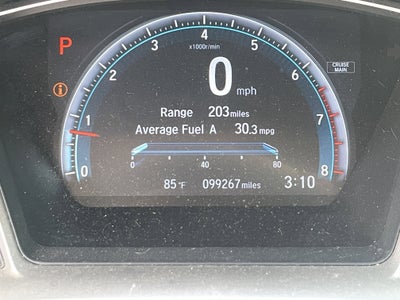 P
4
x1000r/min
3
5
2
6
CRUISE
MAIN
0 mph
i
1
7
Range 203 miles
Average Fuel A 30.3 mpg
0
8
0 40 80
85°F 099267 miles 3:10